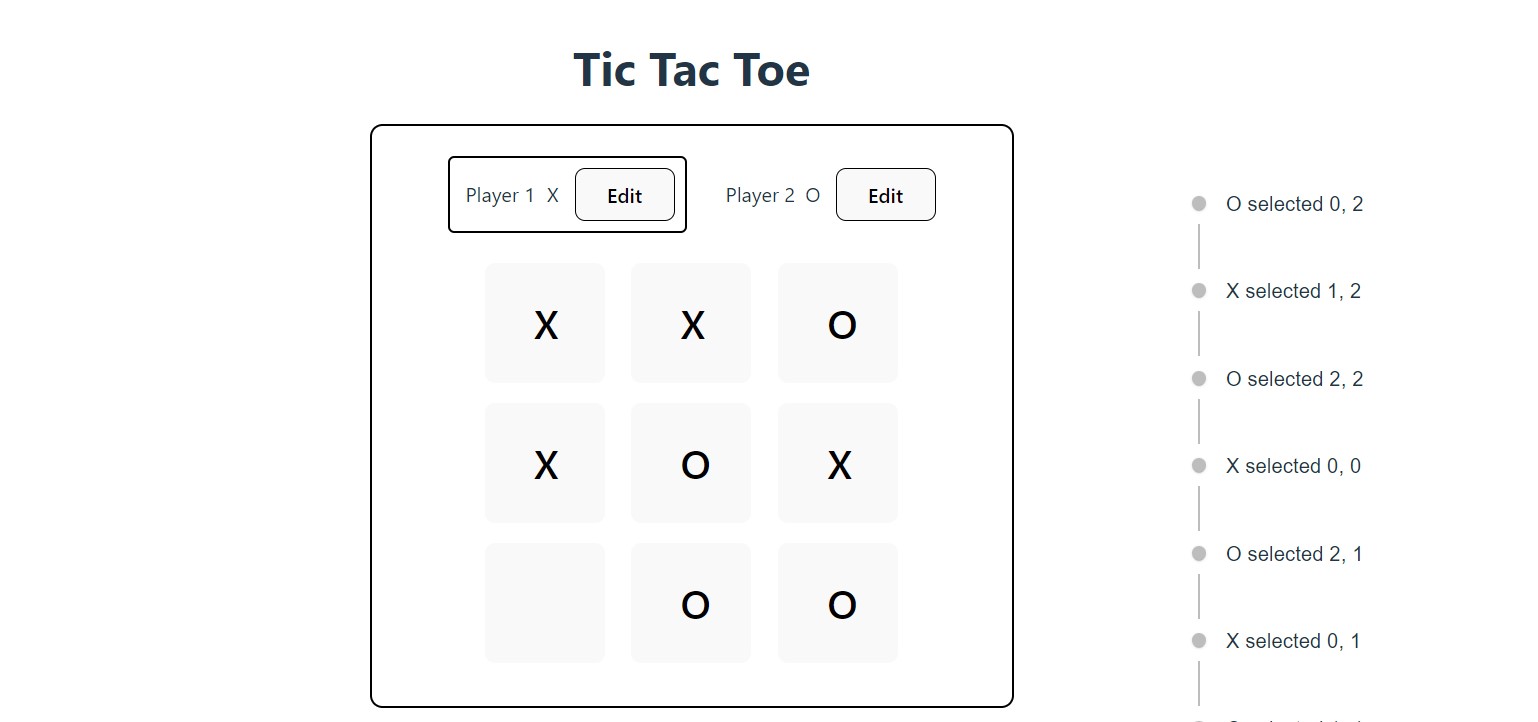 Tic Tac Toe
Player 1 X Edit
Player 2 O Edit
X X O
X O X
O O
O selected 0, 2
X selected 1, 2
O selected 2, 2
X selected 0, 0
O selected 2, 1
X selected 0, 1